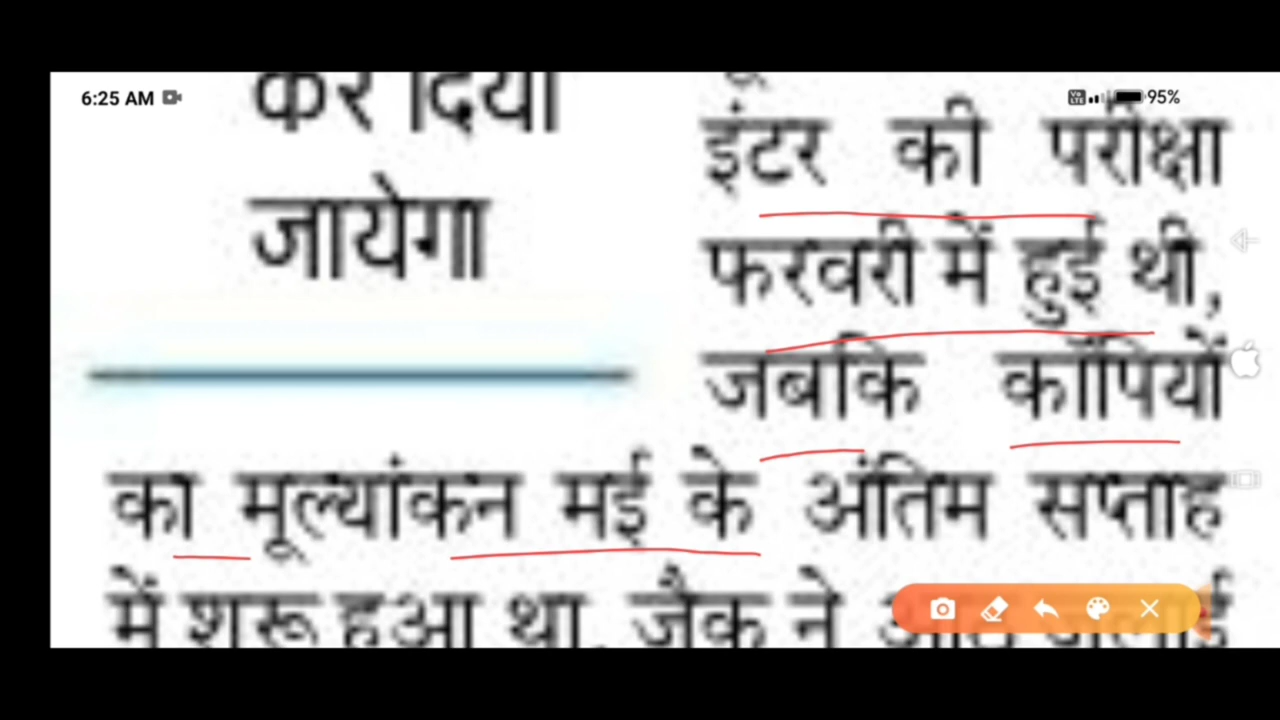 6:25 AM
95%
कर दिया
जायेगा
इंटर की परीक्षा
फरवरी में हुई थी,
जबकि कॉपियों
का मूल्यांकन मई के अंतिम सप्ताह
में शुरू हुआ था. जैक ने